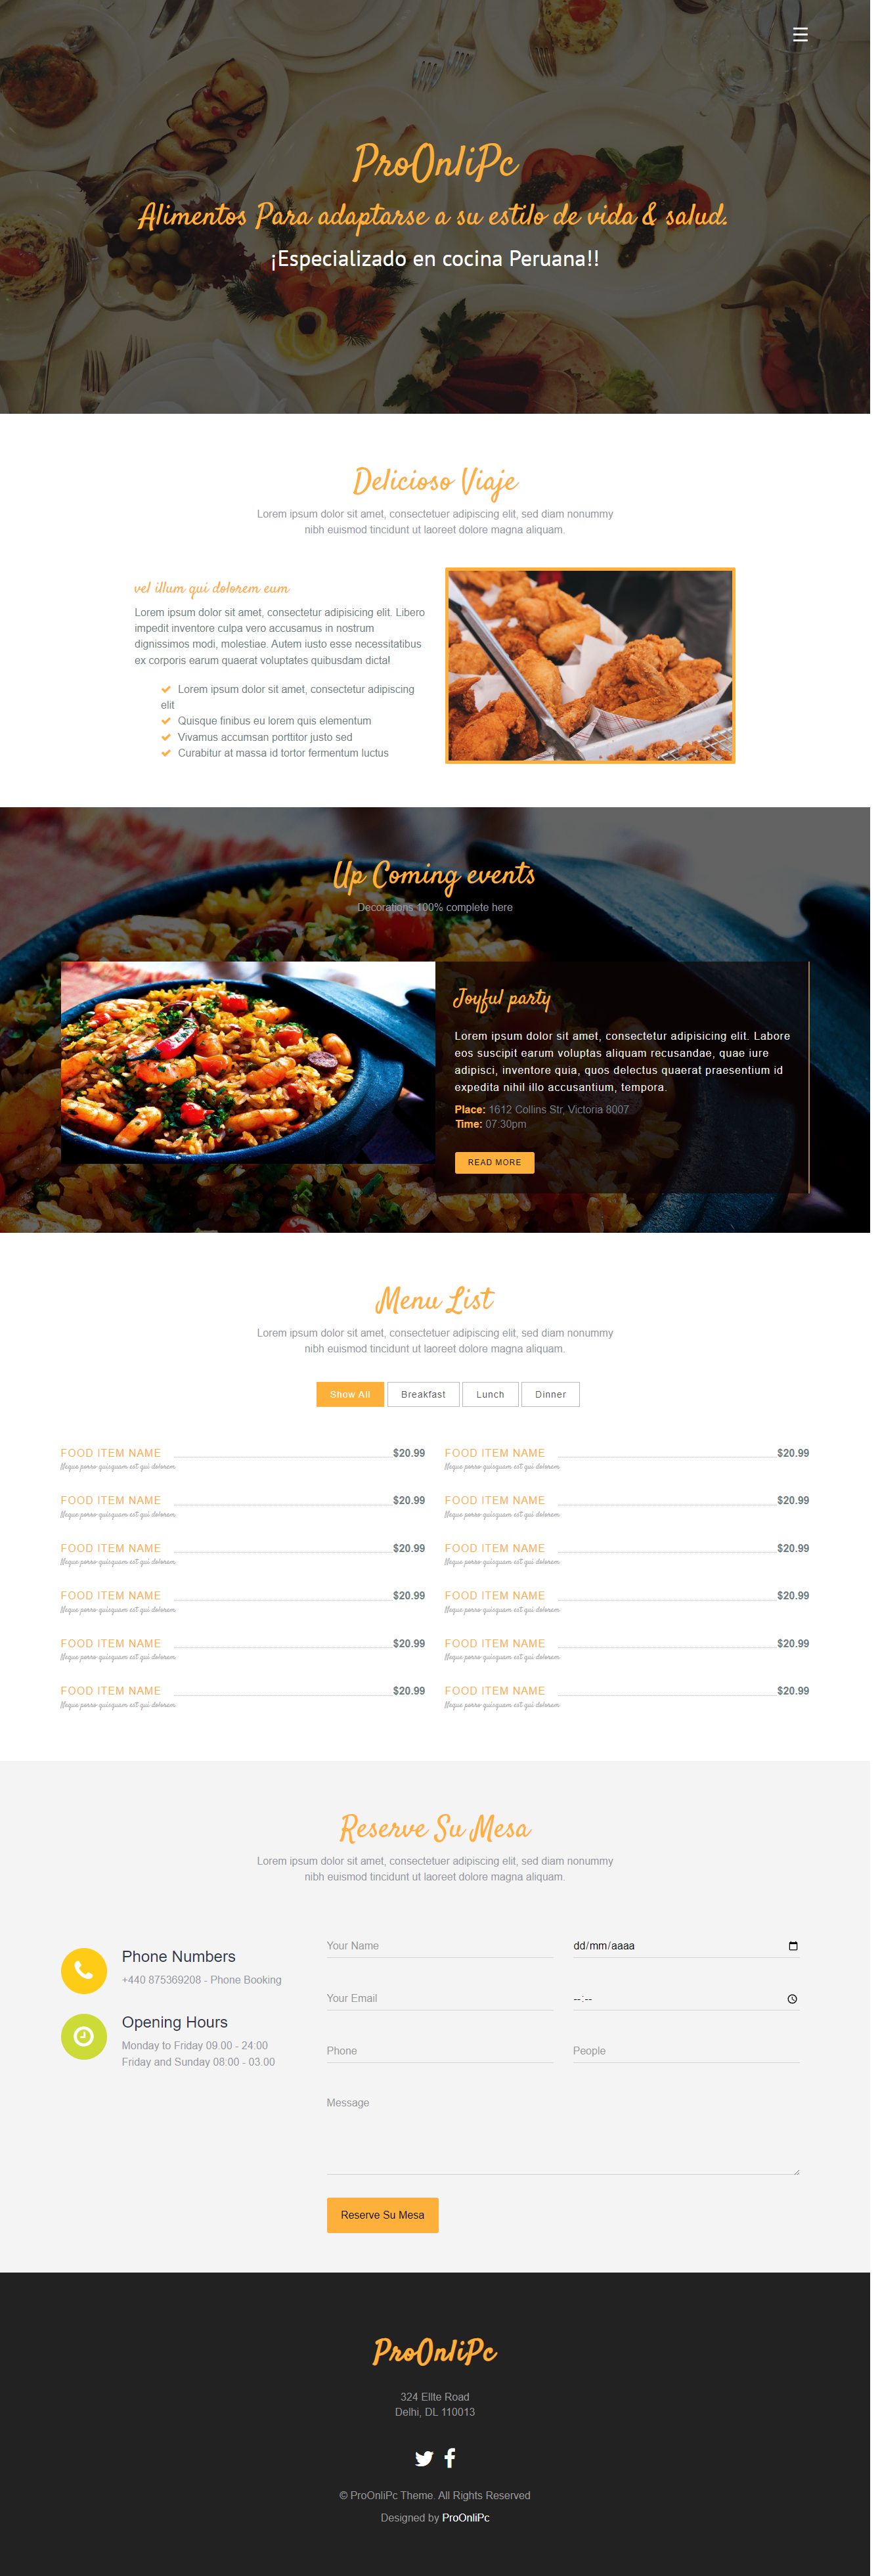 ProOnliPc
Alimentos Para adaptarse a su estilo de vida & salud.
¡Especializado en cocina Peruana!!
Delicioso Viaje
Lorem ipsum dolor sit amet, consectetuer adipiscing elit, sed diam nonummy
nibh euismod tincidunt ut laoreet dolore magna aliquam.
vel illum qui dolorem eum
Lorem ipsum dolor sit amet, consectetur adipisicing elit. Libero
impedit inventore culpa vero accusamus in nostrum
dignissimos modi, molestiae. Autem iusto esse necessitatibus
ex corporis earum quaerat voluptates quibusdam dicta!
Lorem ipsum dolor sit amet, consectetur adipiscing
elit
Quisque finibus eu lorem quis elementum
Vivamus accumsan porttitor justo sed
Curabitur at massa id tortor fermentum luctus
Up Coming events
Decorations 100% complete here
Joyful party
Lorem ipsum dolor sit amet, consectetur adipisicing elit. Labore
eos suscipit earum voluptas aliquam recusandae, quae iure
adipisci, inventore quia, quos delectus quaerat praesentium id
expedita nihil illo accusantium, tempora.
Place: 1612 Collins Str, Victoria 8007
Time: 07:30pm
READ MORE
Menu List
Lorem ipsum dolor sit amet, consectetuer adipiscing elit, sed diam nonummy
nibh euismod tincidunt ut laoreet dolore magna aliquam.
Show All Breakfast Lunch Dinner
FOOD ITEM NAME $20.99 FOOD ITEM NAME $20.99
Neque porro quisquam est qui dolorem Neque porro quisquam est qui dolorem
FOOD ITEM NAME $20.99 FOOD ITEM NAME $20.99
Neque porro quisquam est qui dolorem Neque porro quisquam est qui dolorem
FOOD ITEM NAME $20.99 FOOD ITEM NAME $20.99
Neque porro quisquam est qui dolorem Neque porro quisquam est qui dolorem
FOOD ITEM NAME $20.99 FOOD ITEM NAME $20.99
Neque porro quisquam est qui dolorem Neque porro quisquam est qui dolorem
FOOD ITEM NAME $20.99 FOOD ITEM NAME $20.99
Neque porro quisquam est qui dolorem Neque porro quisquam est qui dolorem
FOOD ITEM NAME $20.99 FOOD ITEM NAME $20.99
Neque porro quisquam est qui dolorem Neque porro quisquam est qui dolorem
Reserve Su Mesa
Lorem ipsum dolor sit amet, consectetuer adipiscing elit, sed diam nonummy
nibh euismod tincidunt ut laoreet dolore magna aliquam.
Phone Numbers
+440 875369208 - Phone Booking
Opening Hours
Monday to Friday 09.00 - 24:00
Friday and Sunday 08:00 - 03.00
Your Name dd/mm/aaaa
Your Email --:--
Phone People
Message
Reserve Su Mesa
ProOnliPc
324 Ellte Road
Delhi, DL 110013
© ProOnliPc Theme. All Rights Reserved
Designed by ProOnliPc